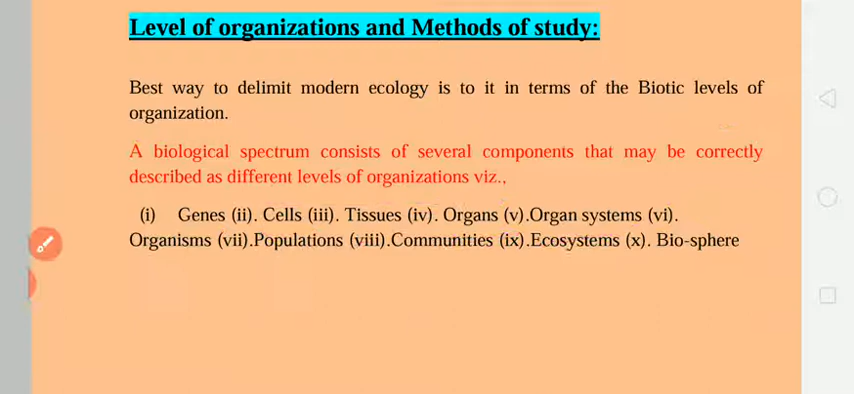 Level of organizations and Methods of study:
Best way to delimit modern ecology is to it in terms of the Biotic levels of
organization.
A biological spectrum consists of several components that may be correctly
described as different levels of organizations viz.,
(i) Genes (ii). Cells (iii). Tissues (iv). Organs (v).Organ systems (vi).
Organisms (vii).Populations (viii).Communities (ix).Ecosystems (x). Bio-sphere